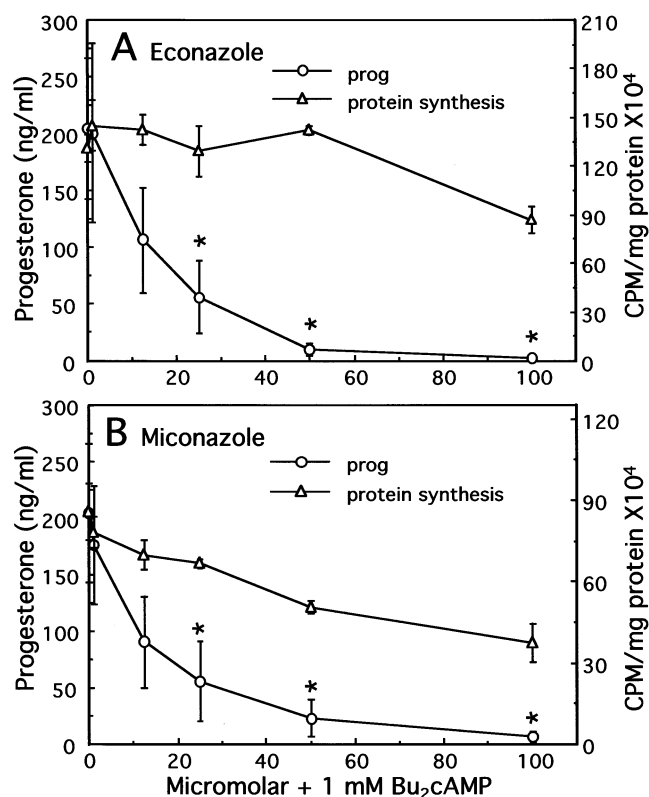 A Econazole
prog
protein synthesis
Progesterone (ng/ml)
300
250
200
150
100
50
0
CPM/mg protein X10⁴
210
180
150
120
90
60
30
0
*
*
*
0 20 40 60 80 100
B Miconazole
prog
protein synthesis
Progesterone (ng/ml)
300
250
200
150
100
50
0
CPM/mg protein X10⁴
120
90
60
30
0
*
*
*
0 20 40 60 80 100
Micromolar + 1 mM Bu₂cAMP